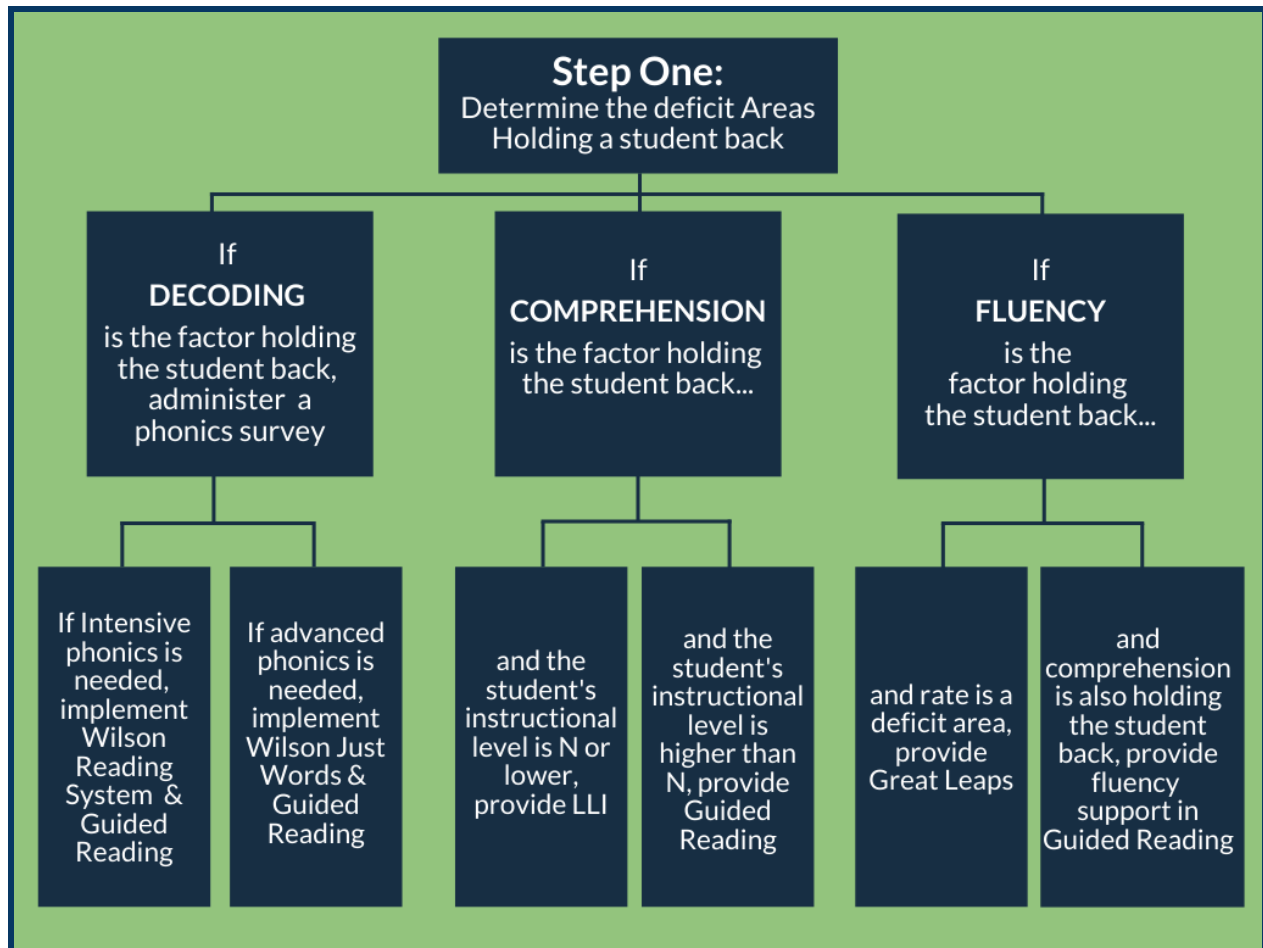 Step One:
Determine the deficit Areas
Holding a student back
If
DECODING
is the factor holding
the student back,
administer a
phonics survey
If
COMPREHENSION
is the factor holding
the student back...
If
FLUENCY
is the
factor holding
the student back...
If Intensive
phonics is
needed,
implement
Wilson
Reading
System &
Guided
Reading
If advanced
phonics is
needed,
implement
Wilson Just
Words &
Guided
Reading
and the
student's
instructional
level is N or
lower,
provide LLI
and the
student's
instructional
level is
higher than
N, provide
Guided
Reading
and rate is a
deficit area,
provide
Great Leaps
and
comprehension
is also holding
the student
back, provide
fluency
support in
Guided Reading